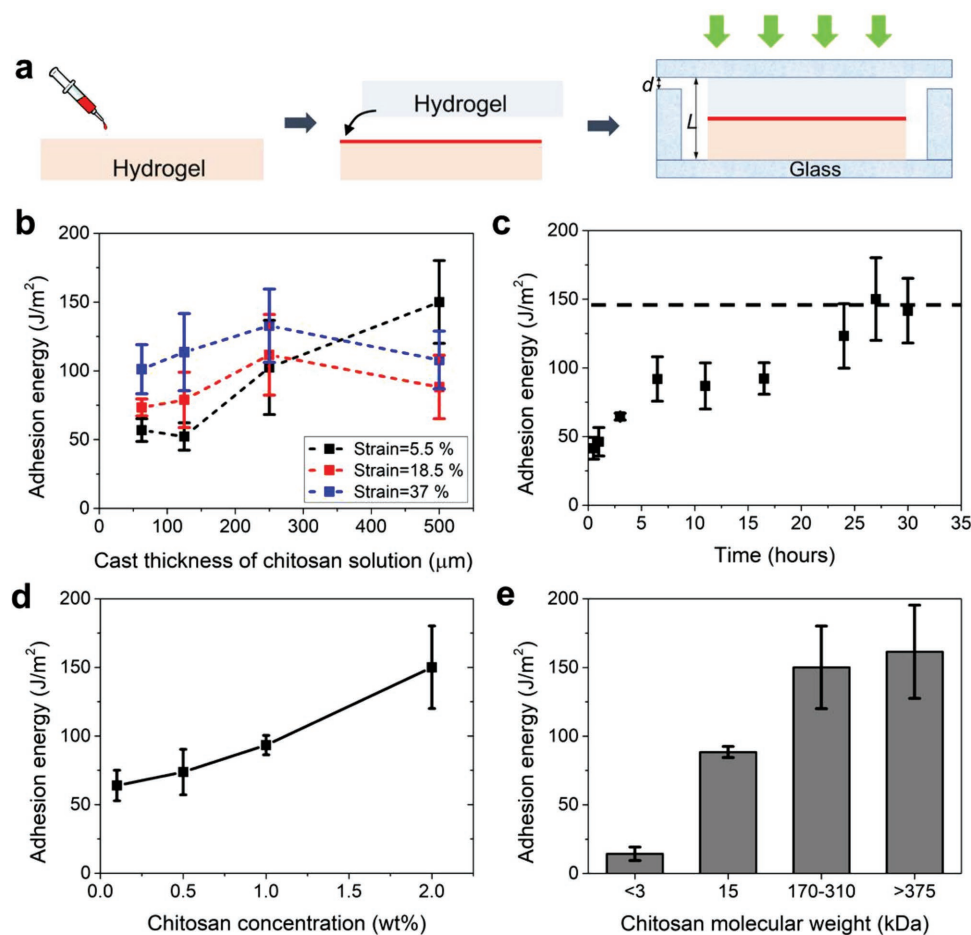 a
Hydrogel
Hydrogel
d
L
Glass
b
Adhesion energy (J/m²)
200
150
100
50
0
0 100 200 300 400 500
Cast thickness of chitosan solution (μm)
Strain=5.5 %
Strain=18.5 %
Strain=37 %
c
Adhesion energy (J/m²)
200
150
100
50
0
0 5 10 15 20 25 30 35
Time (hours)
d
Adhesion energy (J/m²)
200
150
100
50
0
0.0 0.5 1.0 1.5 2.0
Chitosan concentration (wt%)
e
Adhesion energy (J/m²)
200
150
100
50
0
<3 15 170-310 >375
Chitosan molecular weight (kDa)